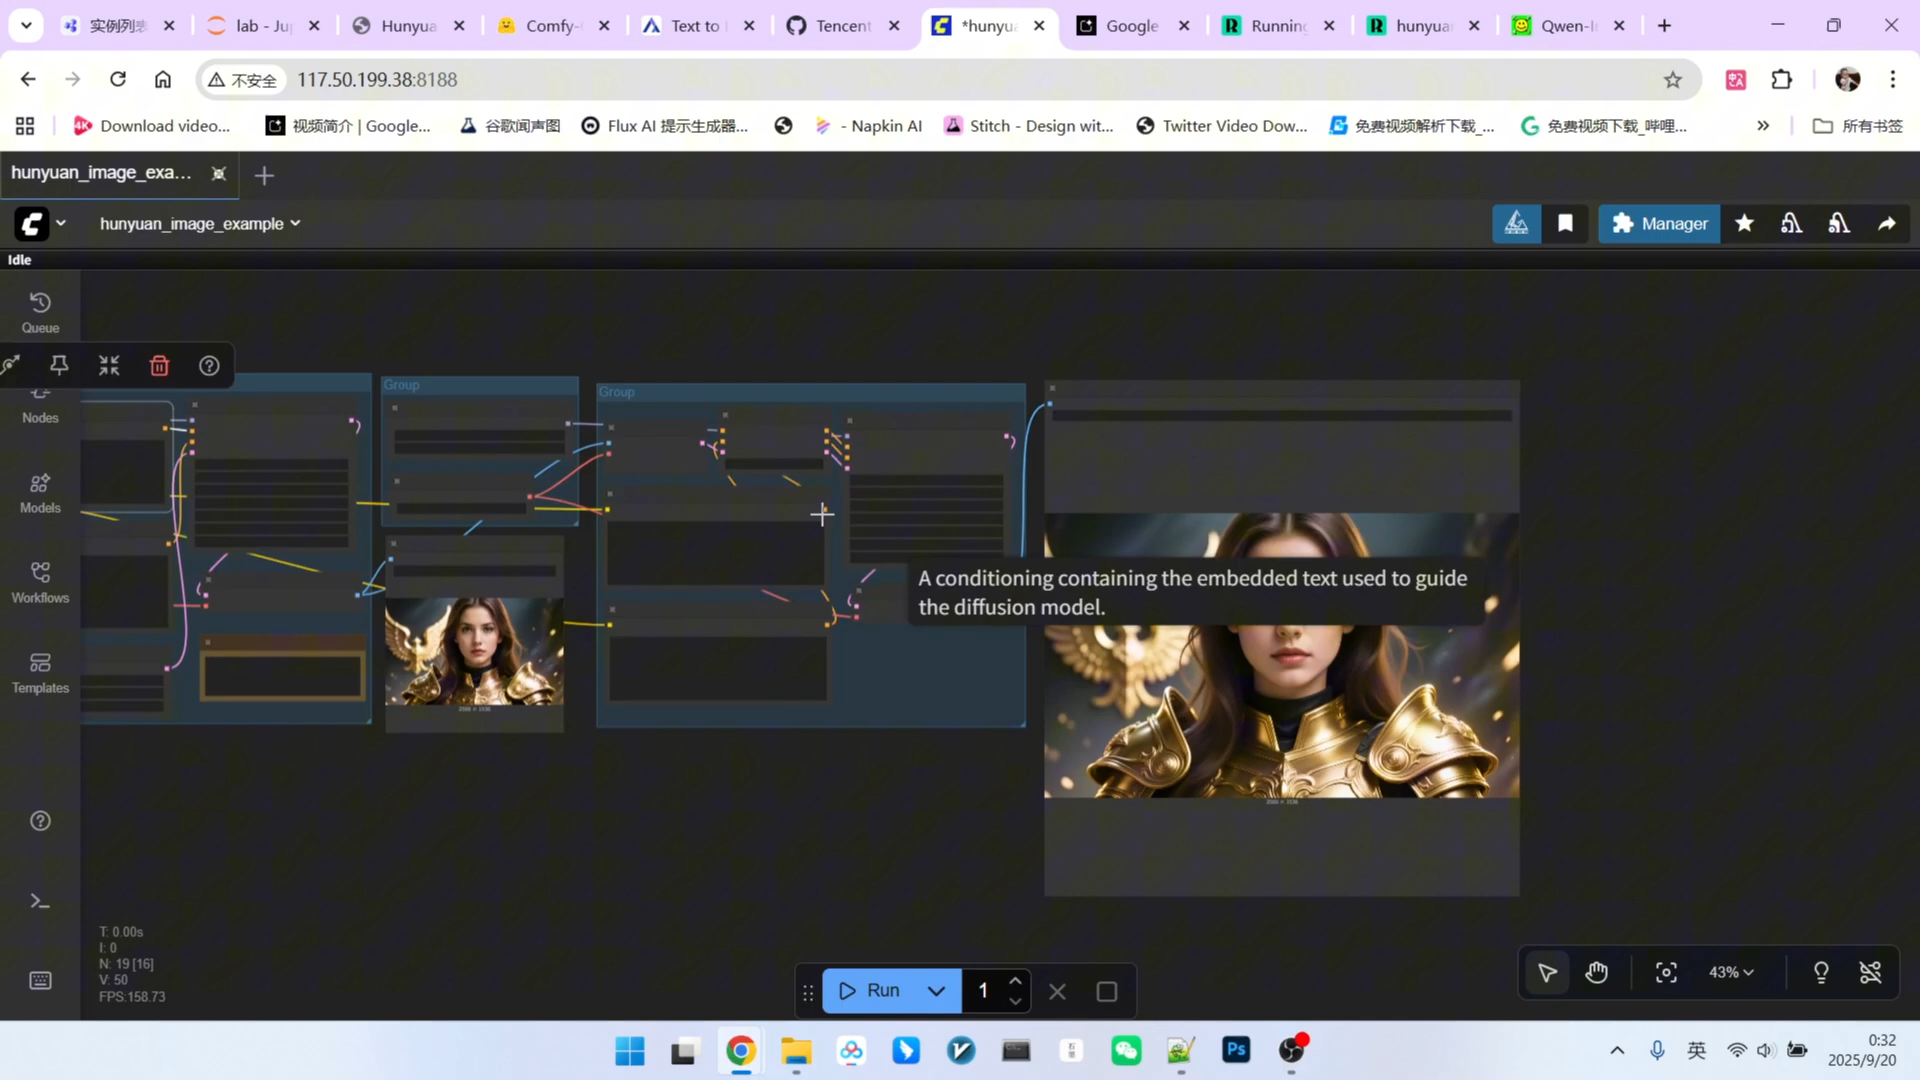 实例列表
lab - Ju
Hunyua
Comfy-
Text to
Tencent
*hunyua
Google
Running
hunyuan
Qwen-I
不安全
117.50.199.38:8188
Download video...
视频简介 | Google...
谷歌闻声图
Flux AI 提示生成器...
- Napkin AI
Stitch - Design wit...
Twitter Video Dow...
免费视频解析下载_...
免费视频下载_哔哩...
所有书签
hunyuan_image_exa...
hunyuan_image_example
Manager
Idle
Queue
Nodes
Models
Workflows
Templates
Group
Group
A conditioning containing the embedded text used to guide
the diffusion model.
T: 0.00s
I: 0
N: 19 [16]
V: 50
FPS:158.73
Run
1
43%
Ps
英
0:32
2025/9/20